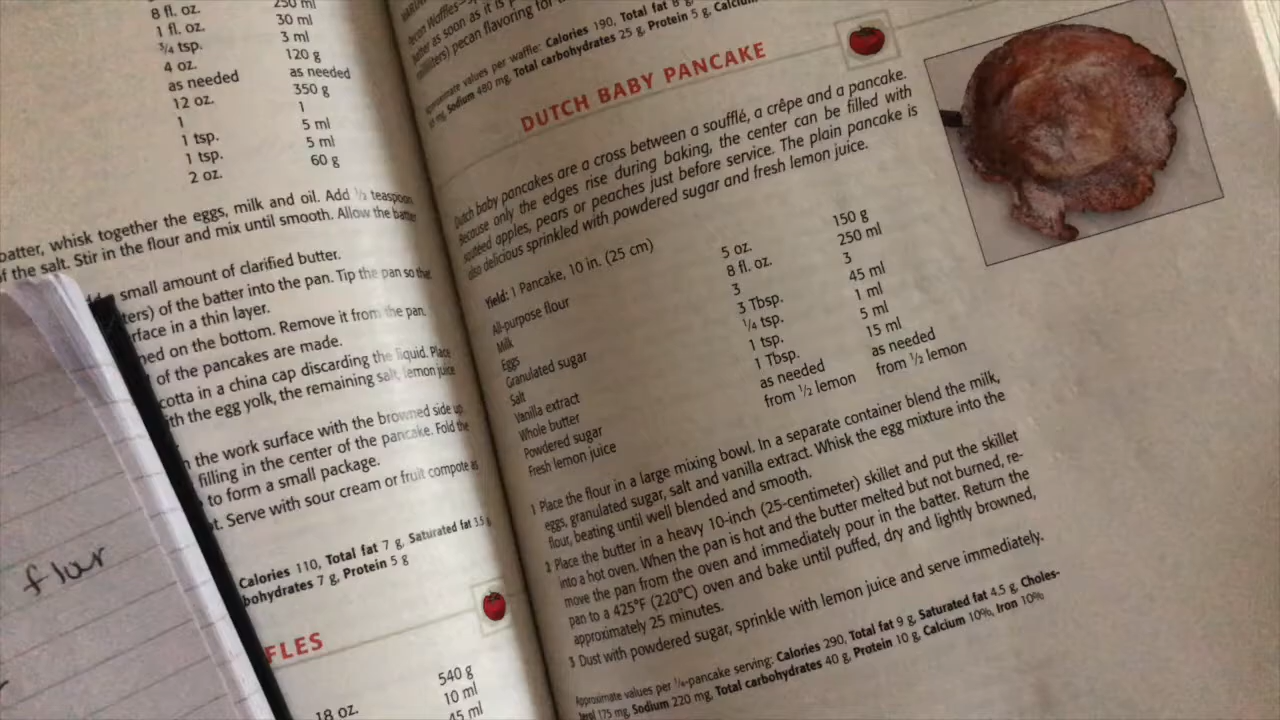 8 fl. oz. 250 ml
1 fl. oz. 30 ml
¾ tsp. 3 ml
4 oz. 120 g
as needed as needed
12 oz. 350 g
1 1
1 tsp. 5 ml
1 tsp. 5 ml
2 oz. 60 g
batter, whisk together the eggs, milk and oil. Add ½ teaspoon
of the salt. Stir in the flour and mix until smooth. Allow the batter
small amount of clarified butter.
of the batter into the pan. Tip the pan so that
in a thin layer.
on the bottom. Remove it from the pan.
of the pancakes are made.
in a china cap discarding the liquid. Place
the egg yolk, the remaining salt, lemon juice
the work surface with the browned side up.
filling in the center of the pancake. Fold the
to form a small package.
Serve with sour cream or fruit compote as
Calories 110, Total fat 7 g, Saturated fat 3.5 g,
7 g, Protein 5 g
FLES
540 g
18 oz. 10 ml
45 ml
flour
as soon as it is
pecan flavoring for
Approximate values per waffle: Calories 190, Total fat 8 g,
mg, Sodium 480 mg, Total carbohydrates 25 g, Protein 5 g, Calcium
DUTCH BABY PANCAKE
Dutch baby pancakes are a cross between a soufflé, a crêpe and a pancake.
Because only the edges rise during baking, the center can be filled with
sautéed apples, pears or peaches just before service. The plain pancake is
also delicious sprinkled with powdered sugar and fresh lemon juice.
Yield: 1 Pancake, 10 in. (25 cm)
All-purpose flour 5 oz. 150 g
Milk 8 fl. oz. 250 ml
Eggs 3 3
Granulated sugar 3 Tbsp. 45 ml
Salt ¼ tsp. 1 ml
Vanilla extract 1 tsp. 5 ml
Whole butter 1 Tbsp. 15 ml
Powdered sugar as needed as needed
Fresh lemon juice from ½ lemon from ½ lemon
1 Place the flour in a large mixing bowl. In a separate container blend the milk,
eggs, granulated sugar, salt and vanilla extract. Whisk the egg mixture into the
flour, beating until well blended and smooth.
2 Place the butter in a heavy 10-inch (25-centimeter) skillet and put the skillet
into a hot oven. When the pan is hot and the butter melted but not burned, re-
move the pan from the oven and immediately pour in the batter. Return the
pan to a 425°F (220°C) oven and bake until puffed, dry and lightly browned,
approximately 25 minutes.
3 Dust with powdered sugar, sprinkle with lemon juice and serve immediately.
Approximate values per ¼-pancake serving: Calories 290, Total fat 9 g, Saturated fat 4.5 g, Choles-
terol 175 mg, Sodium 220 mg, Total carbohydrates 40 g, Protein 10 g, Calcium 10%, Iron 10%